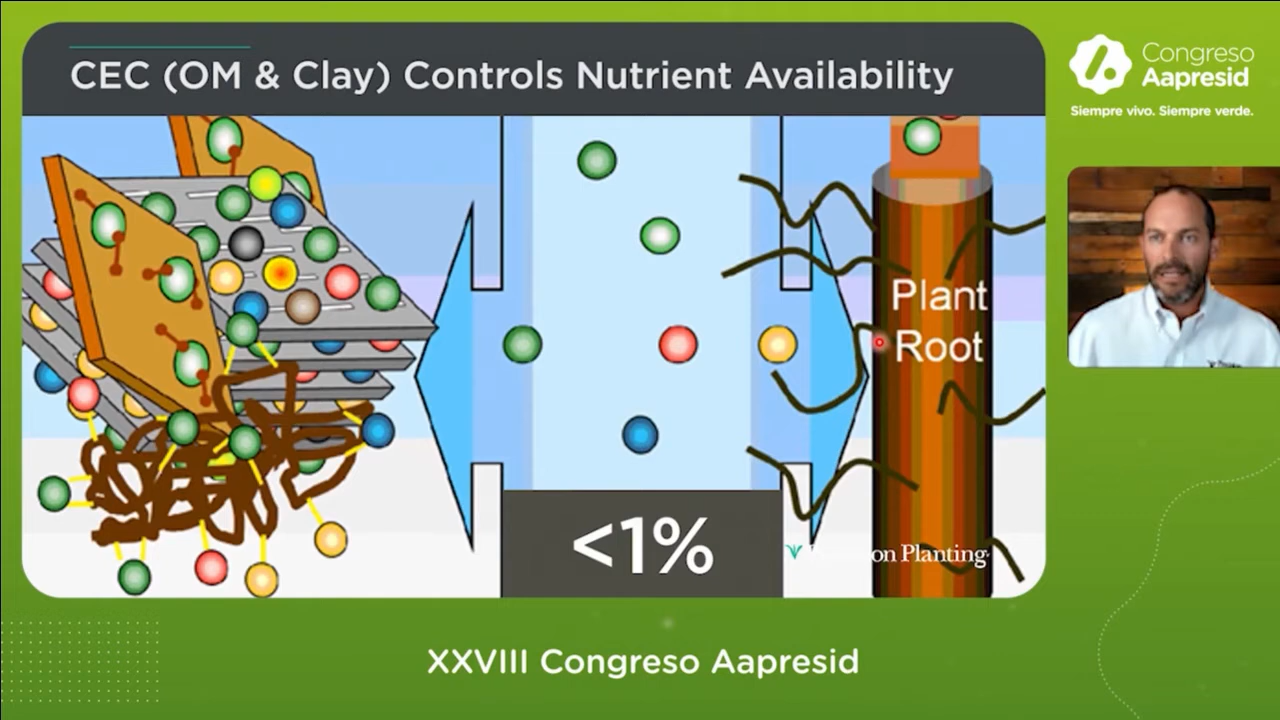 CEC (OM & Clay) Controls Nutrient Availability
Congreso
Aapresid
Siempre vivo. Siempre verde.
Plant
Root
<1%
on Planting
XXVIII Congreso Aapresid